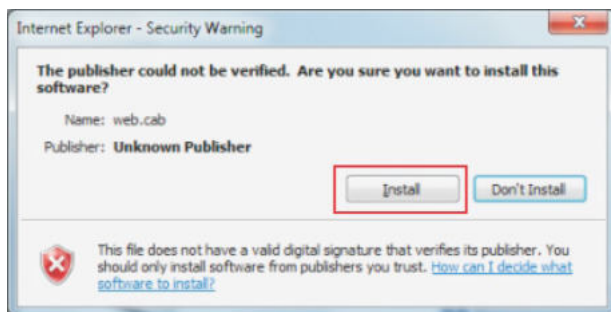 Internet Explorer - Security Warning
The publisher could not be verified. Are you sure you want to install this
software?
Name: web.cab
Publisher: Unknown Publisher
Install
Don't Install
This file does not have a valid digital signature that verifies its publisher. You
should only install software from publishers you trust. How can I decide what
software to install?